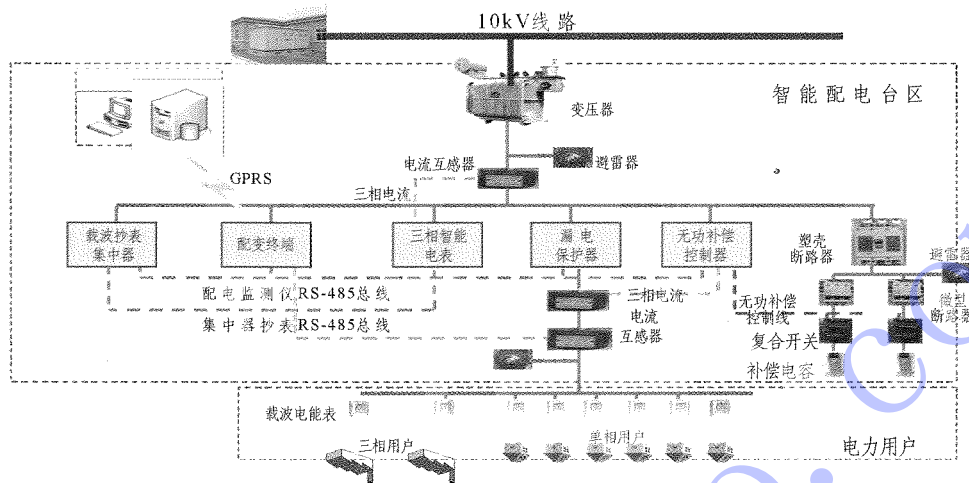 10kV线路
智能配电台区
变压器
电流互感器
避雷器
GPRS
三相电流
载波抄表
集中器
配变终端
三相智能
电表
漏电
保护器
无功补偿
控制器
塑壳
断路器
避雷器
配电监测仪RS-485总线
三相电流
无功补偿
控制线
微型
断路器
集中器抄表RS-485总线
电流
互感器
复合开关
补偿电容
载波电能表
三相用户
单相用户
电力用户